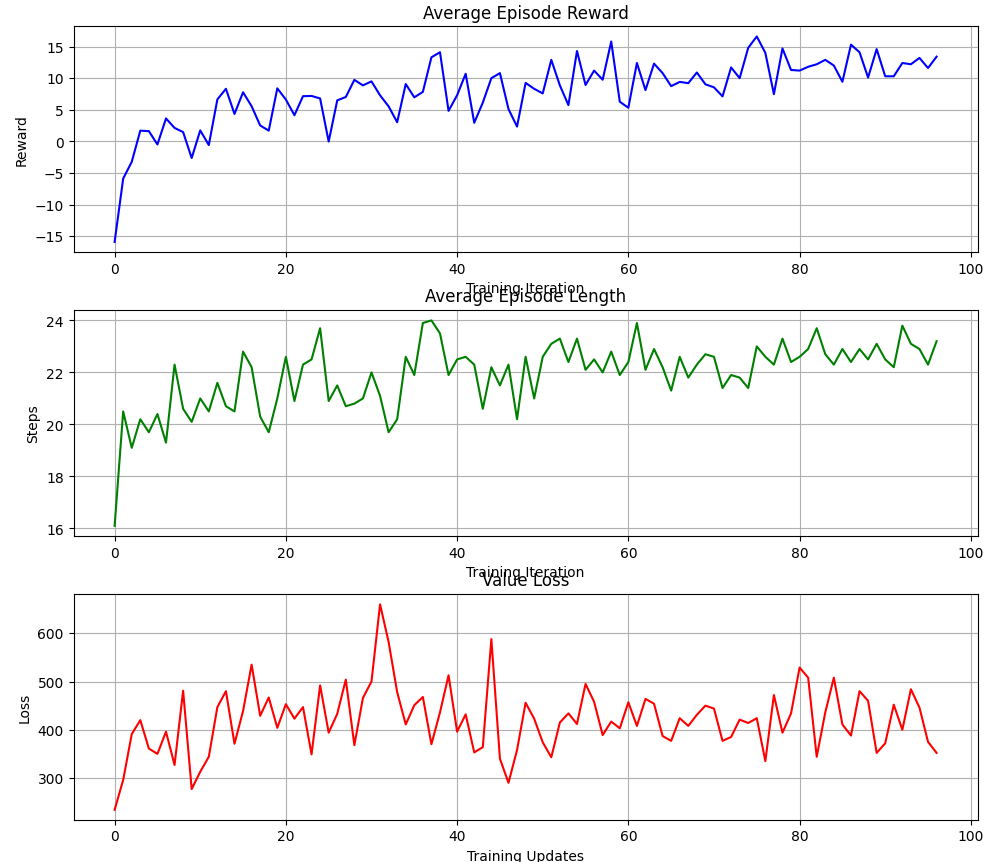 Average Episode Reward
15
10
5
0
−5
−10
−15
Reward
0 20 40 60 80 100
Training Iteration
Average Episode Length
24
22
20
18
16
Steps
0 20 40 60 80 100
Training Iteration
Value Loss
600
500
400
300
Loss
0 20 40 60 80 100
Training Updates